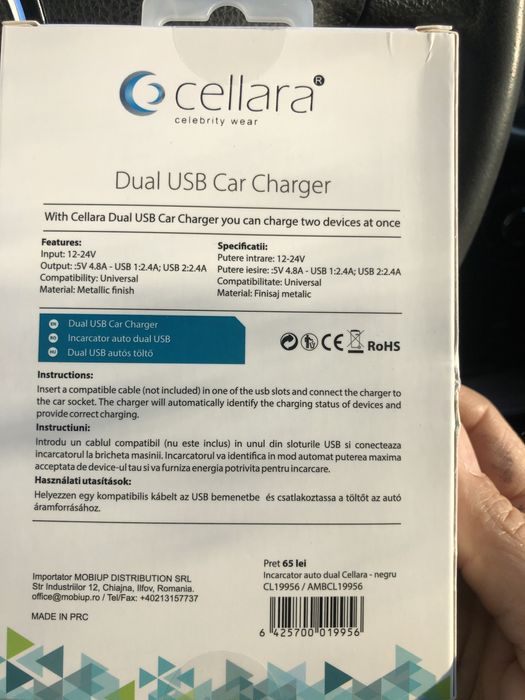 cellara®
celebrity wear
Dual USB Car Charger
With Cellara Dual USB Car Charger you can charge two devices at once
Features:
Input: 12-24V
Output: :5V 4.8A - USB 1:2.4A; USB 2:2.4A
Compatibility: Universal
Material: Metallic finish
Specificatii:
Putere intrare: 12-24V
Putere iesire: :5V 4.8A - USB 1:2.4A; USB 2:2.4A
Compatibilitate: Universal
Material: Finisaj metalic
EN Dual USB Car Charger
RO Incarcator auto dual USB
HU Dual USB autós töltő
CE RoHS
Instructions:
Insert a compatible cable (not included) in one of the usb slots and connect the charger to
the car socket. The charger will automatically identify the charging status of devices and
provide correct charging.
Instructiuni:
Introdu un cablul compatibil (nu este inclus) in unul din sloturile USB si conecteaza
incarcatorul la bricheta masinii. Incarcatorul va identifica in mod automat puterea maxima
acceptata de device-ul tau si va furniza energia potrivita pentru incarcare.
Használati utasítások:
Helyezzen egy kompatibilis kábelt az USB bemenetbe és csatlakoztassa a töltőt az autó
áramforrásához.
Importator MOBIUP DISTRIBUTION SRL
Str Industriilor 12, Chiajna, Ilfov, Romania.
office@mobiup.ro / Tel/Fax: +40213157737
MADE IN PRC
Pret 65 lei
Incarcator auto dual Cellara - negru
CL19956 / AMBCL19956
6 425700 019956